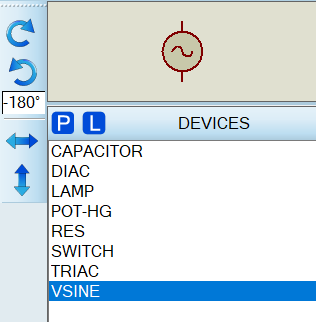 -180°
P L DEVICES
CAPACITOR
DIAC
LAMP
POT-HG
RES
SWITCH
TRIAC
VSINE